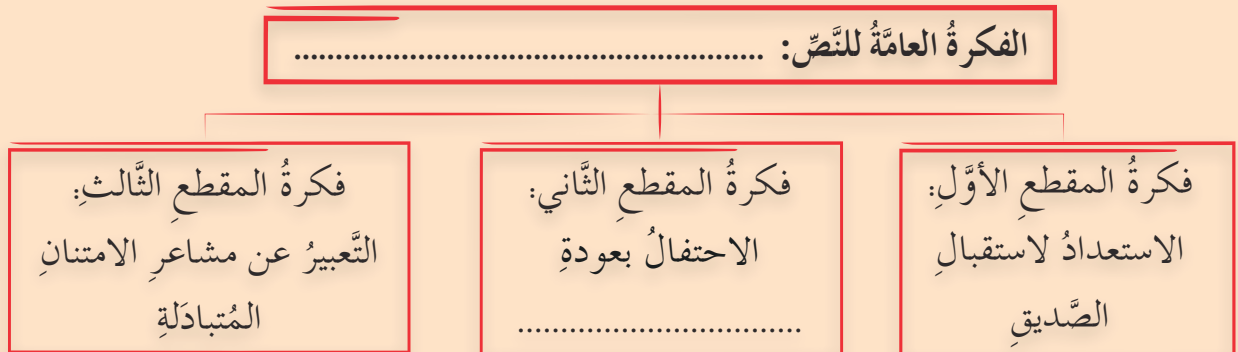 الفكرةُ العامَّةُ للنَّصِّ: .........................................................
فكرةُ المقطعِ الأوَّلِ:
الاستعدادُ لاستقبالِ
الصَّديقِ
فكرةُ المقطعِ الثَّاني:
الاحتفالُ بعودةِ
.................................
فكرةُ المقطعِ الثَّالثِ:
التَّعبيرُ عن مشاعرِ الامتنانِ
المُتبادَلةِ